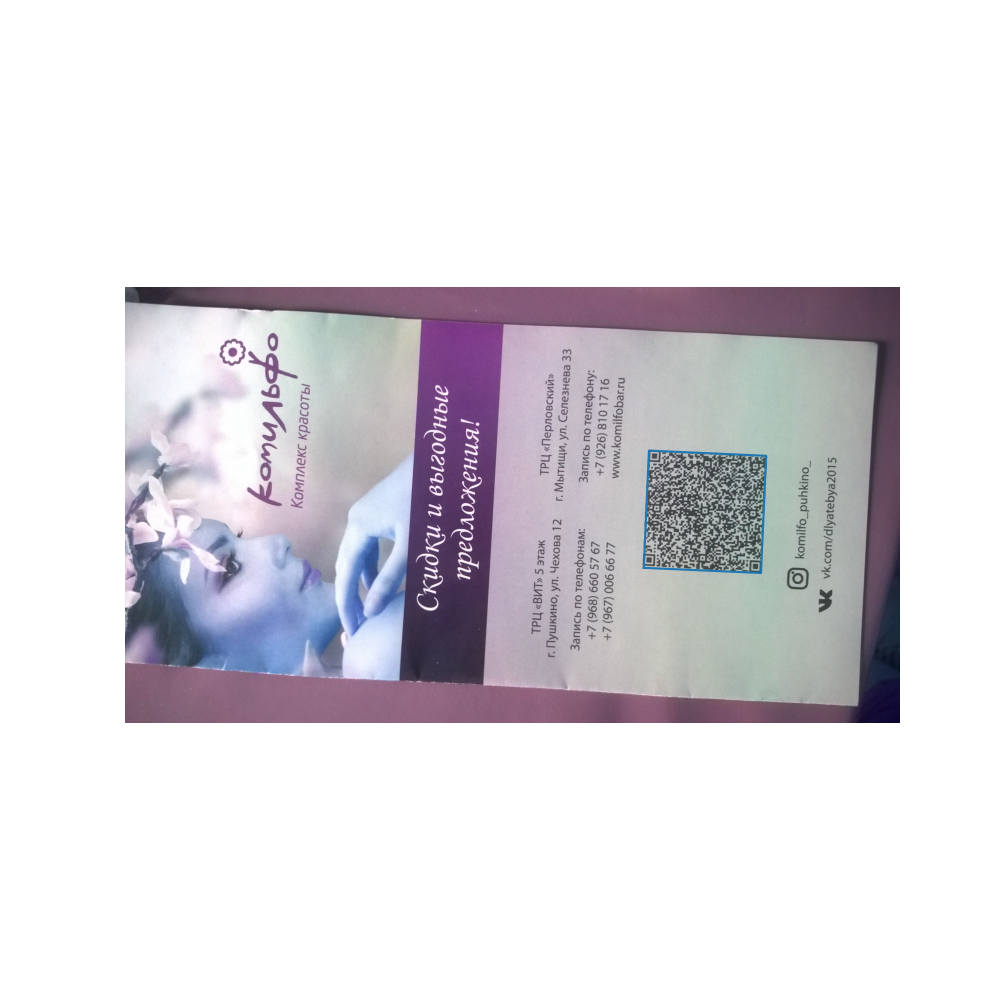 комильфо
Комплекс красоты
Скидки и выгодные
предложения!
ТРЦ «ВИТ» 5 этаж
г. Пушкино, ул. Чехова 12
Запись по телефонам:
+7 (968) 660 57 67
+7 (967) 006 66 77
ТРЦ «Перловский»
г. Мытищи, ул. Селезнева 33
Запись по телефону:
+7 (926) 810 17 16
www.komilfobar.ru
komilfo_puhkino_
vk.com/dlyatebya2015